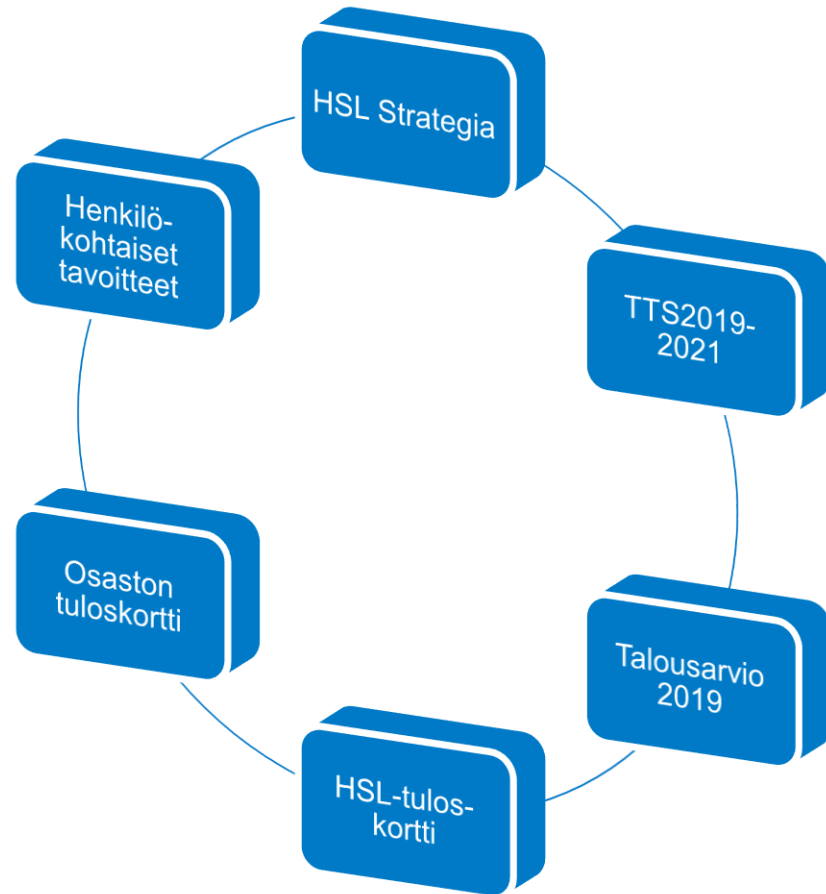 HSL Strategia
TTS2019-
2021
Talousarvio
2019
HSL-tulos-
kortti
Osaston
tuloskortti
Henkilö-
kohtaiset
tavoitteet